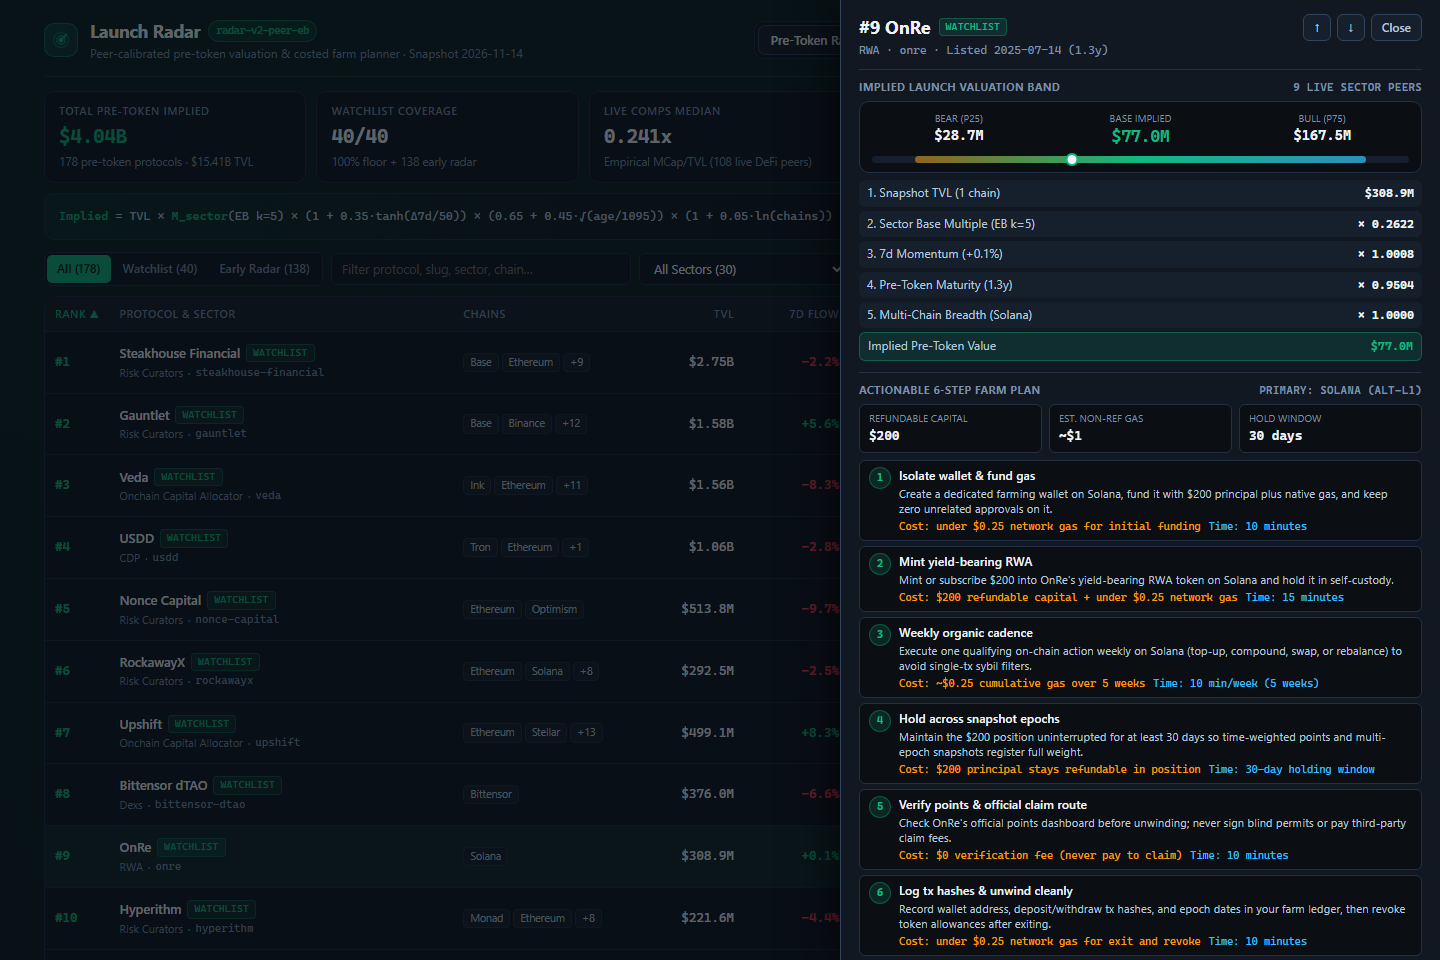 Launch Radar radar-v2-peer-eb
Peer-calibrated pre-token valuation & costed farm planner · Snapshot 2026-11-14
Pre-Token R
TOTAL PRE-TOKEN IMPLIED
$4.04B
178 pre-token protocols · $15.41B TVL
WATCHLIST COVERAGE
40/40
100% floor + 138 early radar
LIVE COMPS MEDIAN
0.241x
Empirical MCap/TVL (108 live DeFi peers)
Implied = TVL × M_sector(EB k=5) × (1 + 0.35·tanh(Δ7d/50)) × (0.65 + 0.45·√(age/1095)) × (1 + 0.05·ln(chains))
All (178) Watchlist (40) Early Radar (138) Filter protocol, slug, sector, chain... All Sectors (30)
RANK ▲ PROTOCOL & SECTOR CHAINS TVL 7D FLOW
#1 Steakhouse Financial WATCHLIST Base Ethereum +9 $2.75B −2.2%
Risk Curators · steakhouse-financial
#2 Gauntlet WATCHLIST Base Binance +12 $1.58B +5.6%
Risk Curators · gauntlet
#3 Veda WATCHLIST Ink Ethereum +11 $1.56B −8.3%
Onchain Capital Allocator · veda
#4 USDD WATCHLIST Tron Ethereum +1 $1.06B −2.8%
CDP · usdd
#5 Nonce Capital WATCHLIST Ethereum Optimism $513.8M −9.7%
Risk Curators · nonce-capital
#6 RockawayX WATCHLIST Ethereum Solana +8 $292.5M −2.5%
Risk Curators · rockawayx
#7 Upshift WATCHLIST Ethereum Stellar +13 $499.1M +8.3%
Onchain Capital Allocator · upshift
#8 Bittensor dTAO WATCHLIST Bittensor $376.0M −6.6%
Dexs · bittensor-dtao
#9 OnRe WATCHLIST Solana $308.9M +0.1%
RWA · onre
#10 Hyperithm WATCHLIST Monad Ethereum +8 $221.6M −4.4%
Risk Curators · hyperithm
#9 OnRe WATCHLIST ↑ ↓ Close
RWA · onre · Listed 2025-07-14 (1.3y)
IMPLIED LAUNCH VALUATION BAND 9 LIVE SECTOR PEERS
BEAR (P25) BASE IMPLIED BULL (P75)
$28.7M $77.0M $167.5M
1. Snapshot TVL (1 chain) $308.9M
2. Sector Base Multiple (EB k=5) × 0.2622
3. 7d Momentum (+0.1%) × 1.0008
4. Pre-Token Maturity (1.3y) × 0.9504
5. Multi-Chain Breadth (Solana) × 1.0000
Implied Pre-Token Value $77.0M
ACTIONABLE 6-STEP FARM PLAN PRIMARY: SOLANA (ALT-L1)
REFUNDABLE CAPITAL
$200
EST. NON-REF GAS
~$1
HOLD WINDOW
30 days
1 Isolate wallet & fund gas
Create a dedicated farming wallet on Solana, fund it with $200 principal plus native gas, and keep
zero unrelated approvals on it.
Cost: under $0.25 network gas for initial funding Time: 10 minutes
2 Mint yield-bearing RWA
Mint or subscribe $200 into OnRe's yield-bearing RWA token on Solana and hold it in self-custody.
Cost: $200 refundable capital + under $0.25 network gas Time: 15 minutes
3 Weekly organic cadence
Execute one qualifying on-chain action weekly on Solana (top-up, compound, swap, or rebalance) to
avoid single-tx sybil filters.
Cost: ~$0.25 cumulative gas over 5 weeks Time: 10 min/week (5 weeks)
4 Hold across snapshot epochs
Maintain the $200 position uninterrupted for at least 30 days so time-weighted points and multi-
epoch snapshots register full weight.
Cost: $200 principal stays refundable in position Time: 30-day holding window
5 Verify points & official claim route
Check OnRe's official points dashboard before unwinding; never sign blind permits or pay third-party
claim fees.
Cost: $0 verification fee (never pay to claim) Time: 10 minutes
6 Log tx hashes & unwind cleanly
Record wallet address, deposit/withdraw tx hashes, and epoch dates in your farm ledger, then revoke
token allowances after exiting.
Cost: under $0.25 network gas for exit and revoke Time: 10 minutes